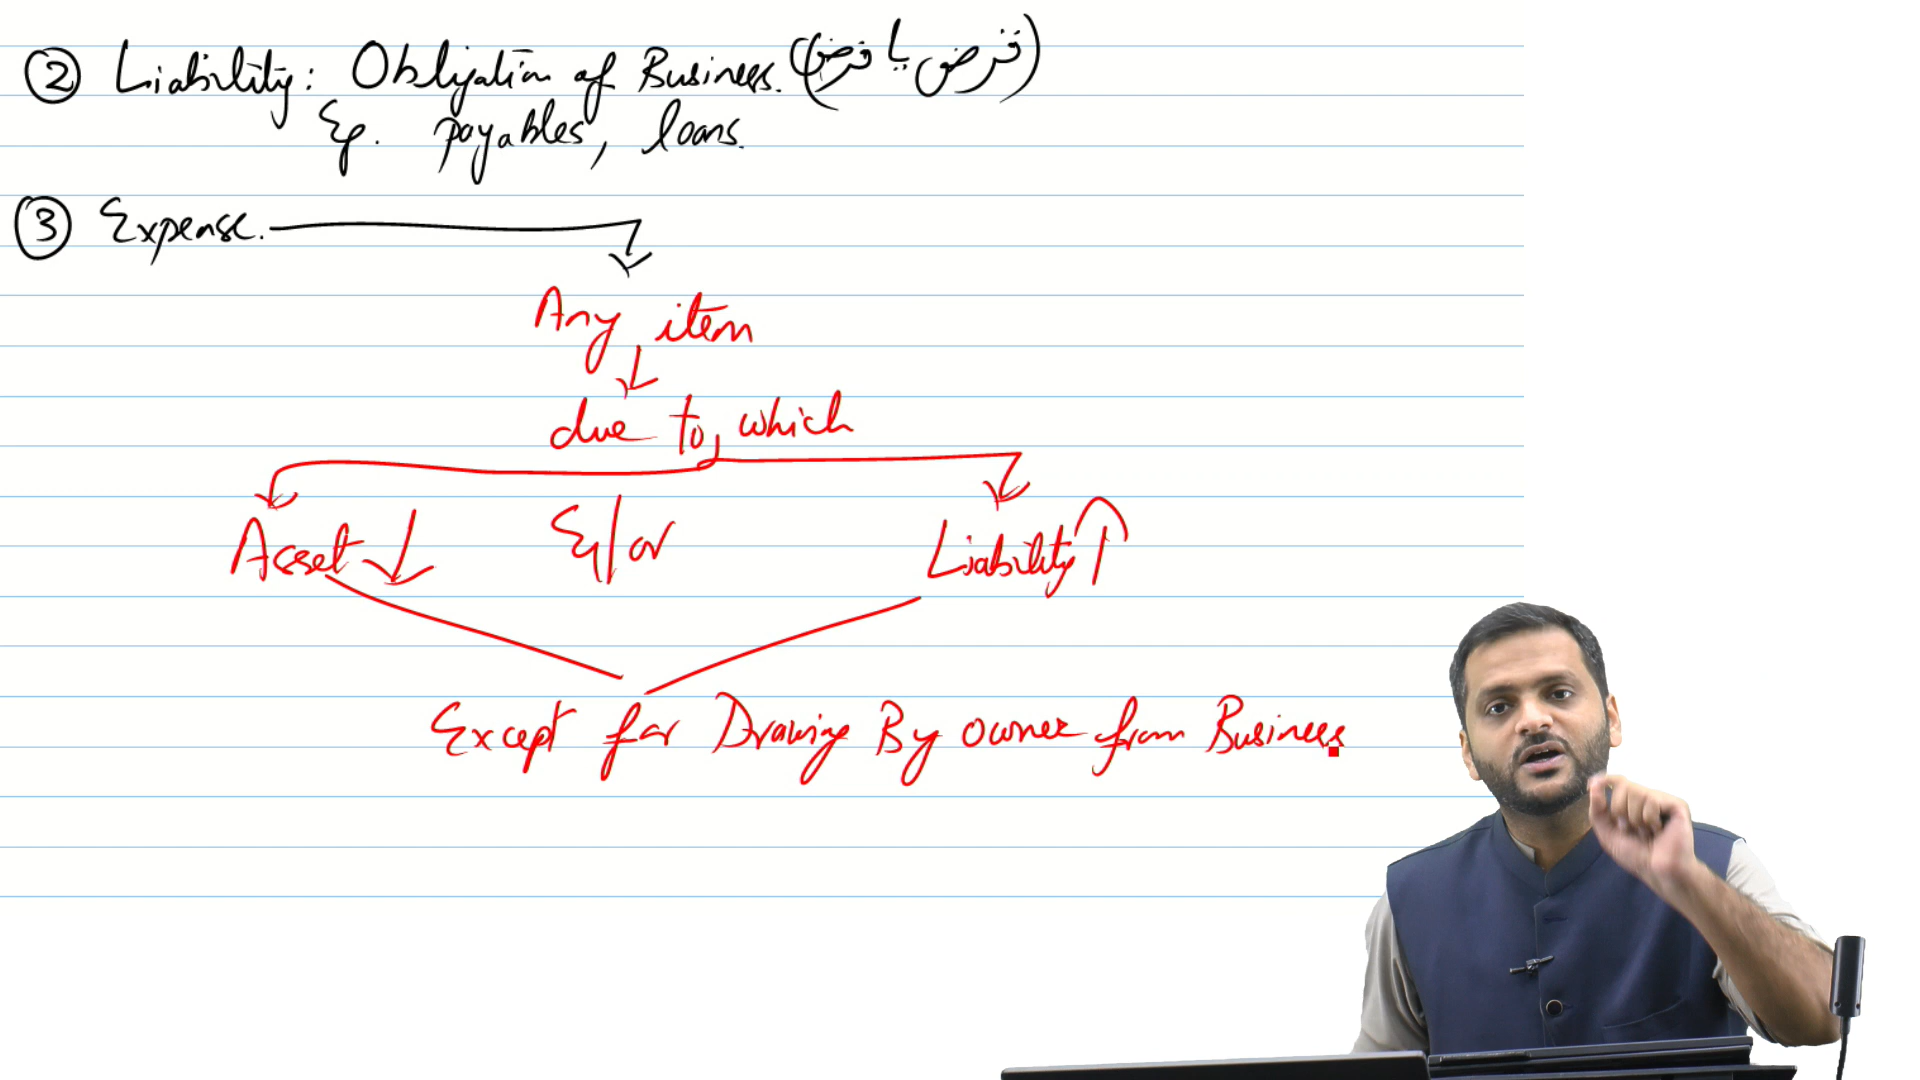 ② Liability: Obligation of Business. (قرض یا فرض)
Eg. payables, loans.
③ Expense.
Any item
due to, which
Asset ↓ &/or Liability ↑
Except for Drawing By owner from Business